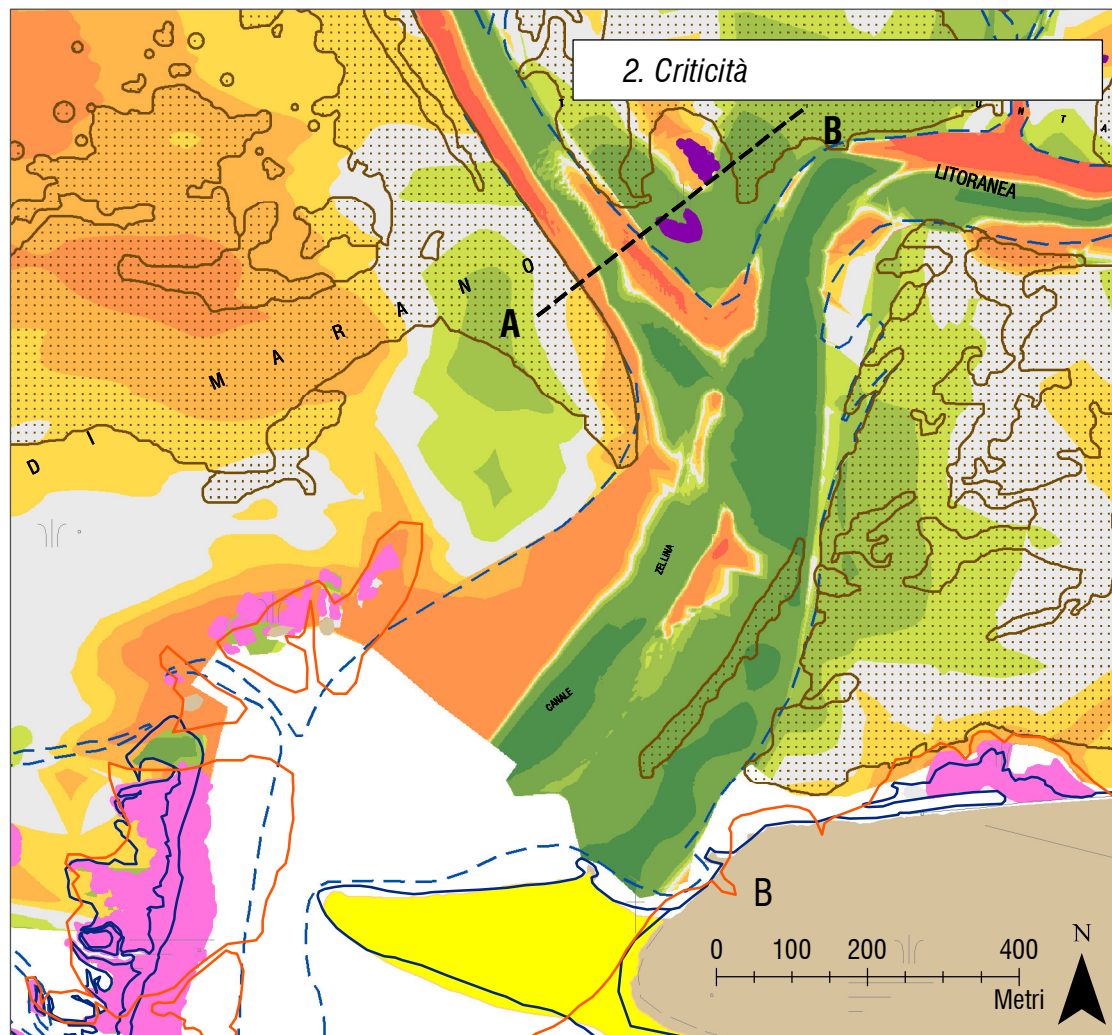 2. Criticità
T U N T A
B
LITORANEA
D I M A R A N O
A
ZELLINA
CANALE
B
0 100 200 400
Metri
N